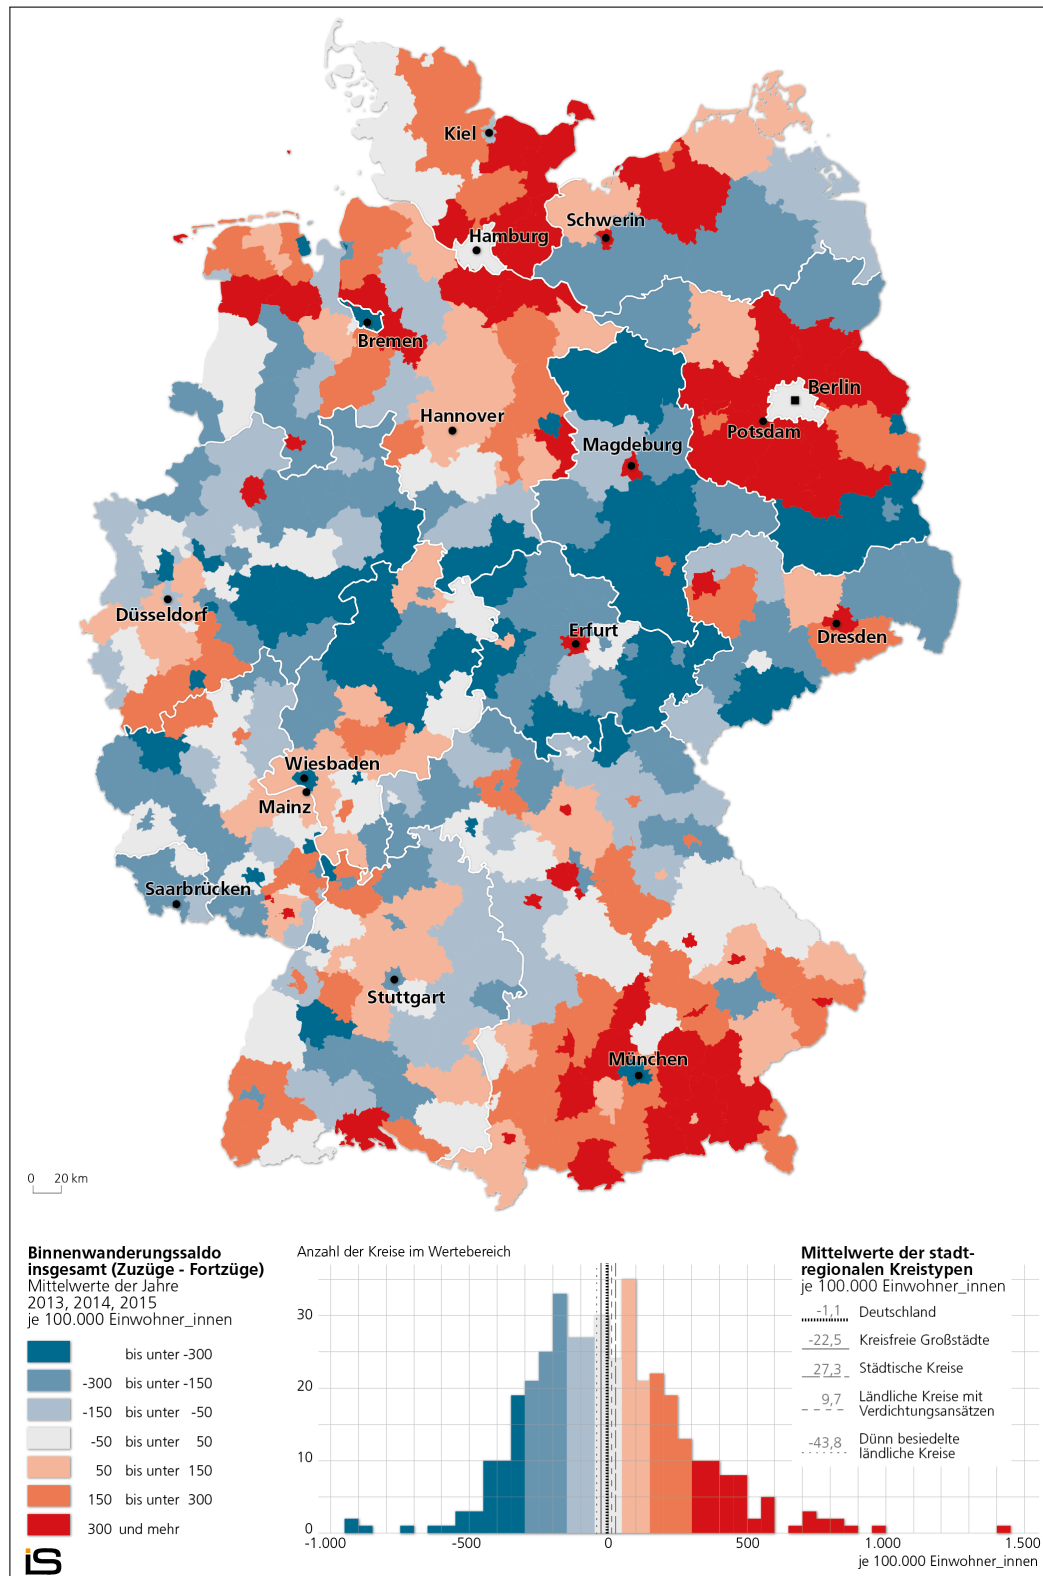 Kiel
Schwerin
Hamburg
Bremen
Berlin
Hannover
Potsdam
Magdeburg
Düsseldorf
Erfurt
Dresden
Wiesbaden
Mainz
Saarbrücken
Stuttgart
München
0 20 km
Binnenwanderungssaldo
insgesamt (Zuzüge - Fortzüge)
Mittelwerte der Jahre
2013, 2014, 2015
je 100.000 Einwohner_innen
bis unter -300
-300 bis unter -150
-150 bis unter -50
-50 bis unter 50
50 bis unter 150
150 bis unter 300
300 und mehr
iS
Anzahl der Kreise im Wertebereich
30
20
10
0
-1.000 -500 0 500 1.000 1.500
je 100.000 Einwohner_innen
Mittelwerte der stadt-
regionalen Kreistypen
je 100.000 Einwohner_innen
-1,1 Deutschland
-22,5 Kreisfreie Großstädte
27,3 Städtische Kreise
9,7 Ländliche Kreise mit
Verdichtungsansätzen
-43,8 Dünn besiedelte
ländliche Kreise